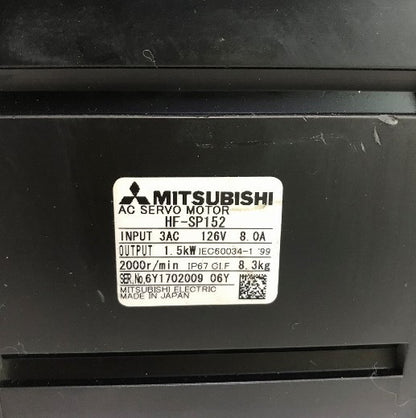 MITSUBISHI
AC SERVO MOTOR
HF-SP152
INPUT 3AC 126V 8.0A
OUTPUT 1.5kW IEC60034-1 '99
2000r/min IP67 Cl.F 8.3kg
SER.No.6Y1702009 06Y
MITSUBISHI ELECTRIC
MADE IN JAPAN